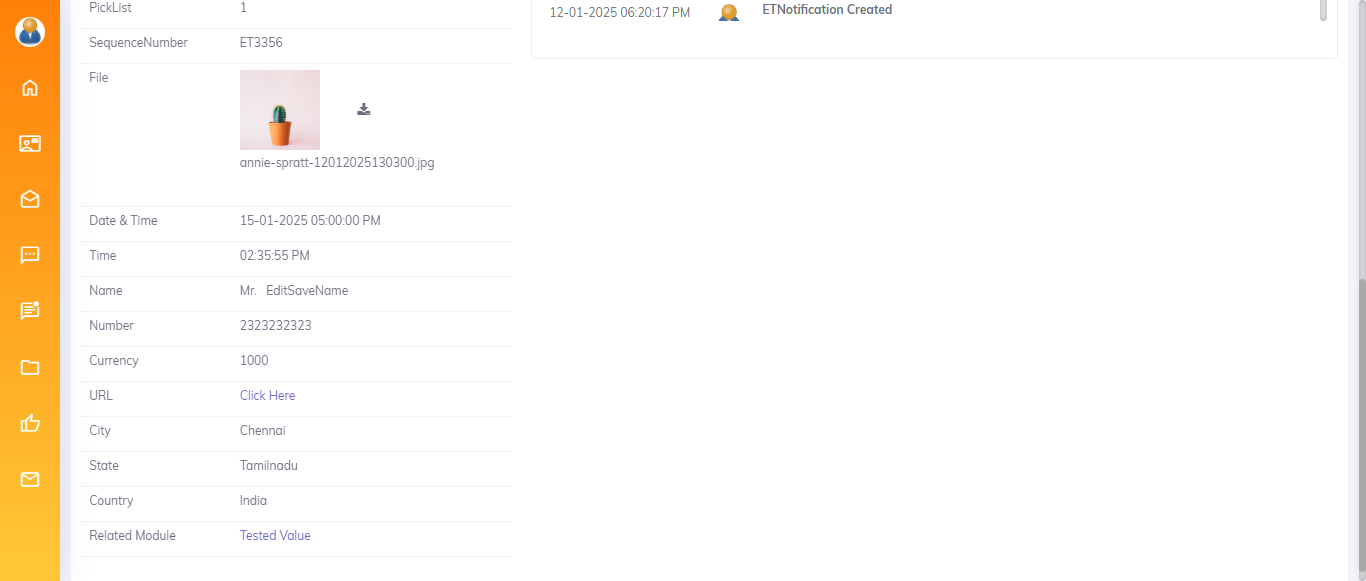 PickList 1
SequenceNumber ET3356
File
annie-spratt-12012025130300.jpg
Date & Time 15-01-2025 05:00:00 PM
Time 02:35:55 PM
Name Mr. EditSaveName
Number 2323232323
Currency 1000
URL Click Here
City Chennai
State Tamilnadu
Country India
Related Module Tested Value
12-01-2025 06:20:17 PM ETNotification Created